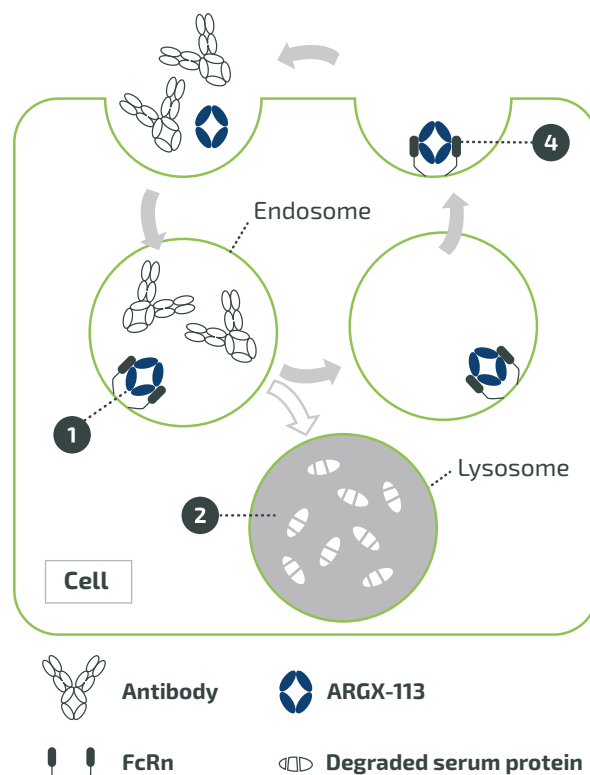 4
Endosome
1
Lysosome
2
Cell
Antibody
ARGX-113
FcRn
Degraded serum protein